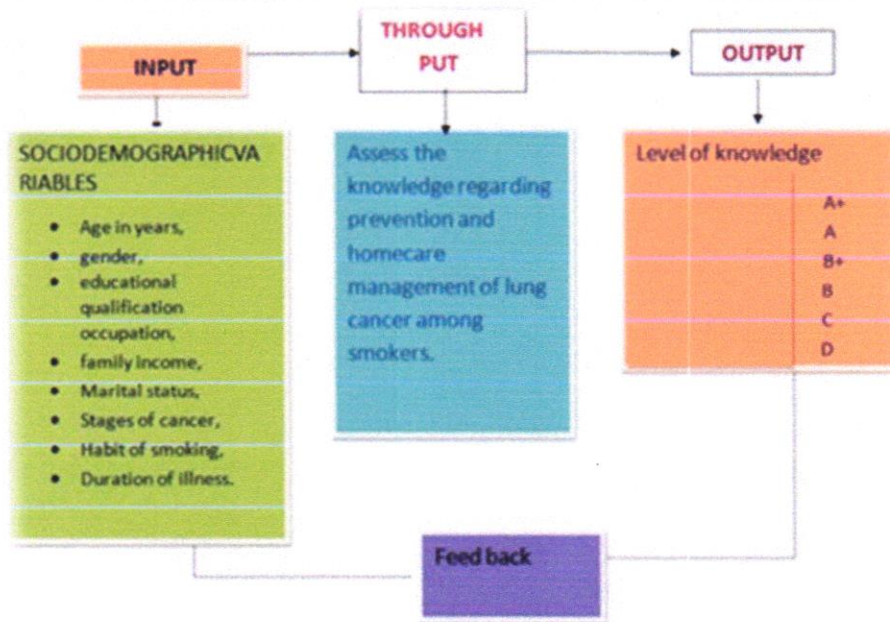 INPUT
THROUGH
PUT
OUTPUT
SOCIODEMOGRAPHICVA
RIABLES
• Age in years,
• gender,
• educational
qualification
occupation,
• family income,
• Marital status,
• Stages of cancer,
• Habit of smoking,
• Duration of illness.
Assess the
knowledge regarding
prevention and
homecare
management of lung
cancer among
smokers.
Level of knowledge
A+
A
B+
B
C
D
Feed back